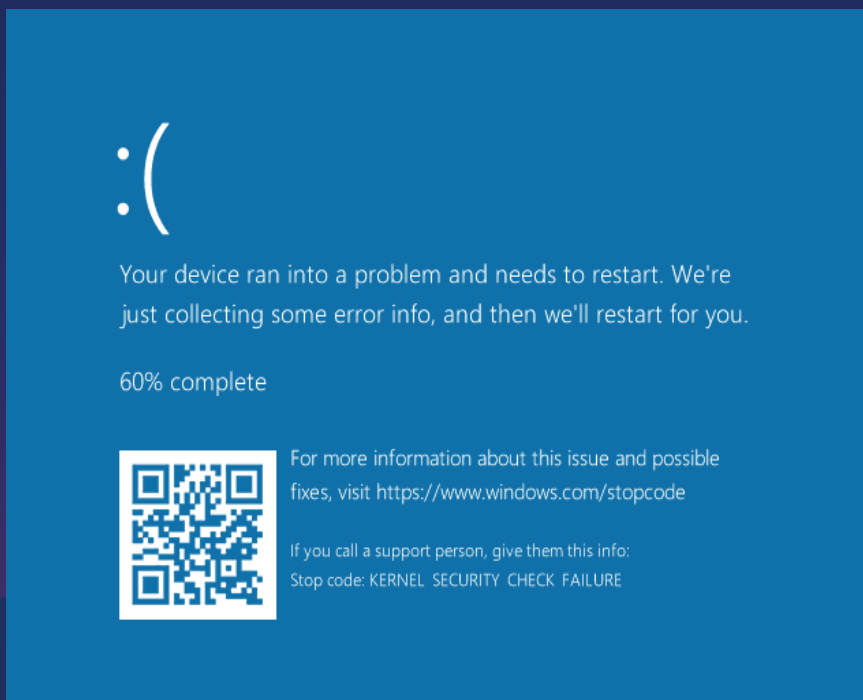 :(
Your device ran into a problem and needs to restart. We're
just collecting some error info, and then we'll restart for you.
60% complete
For more information about this issue and possible
fixes, visit https://www.windows.com/stopcode
If you call a support person, give them this info:
Stop code: KERNEL SECURITY CHECK FAILURE